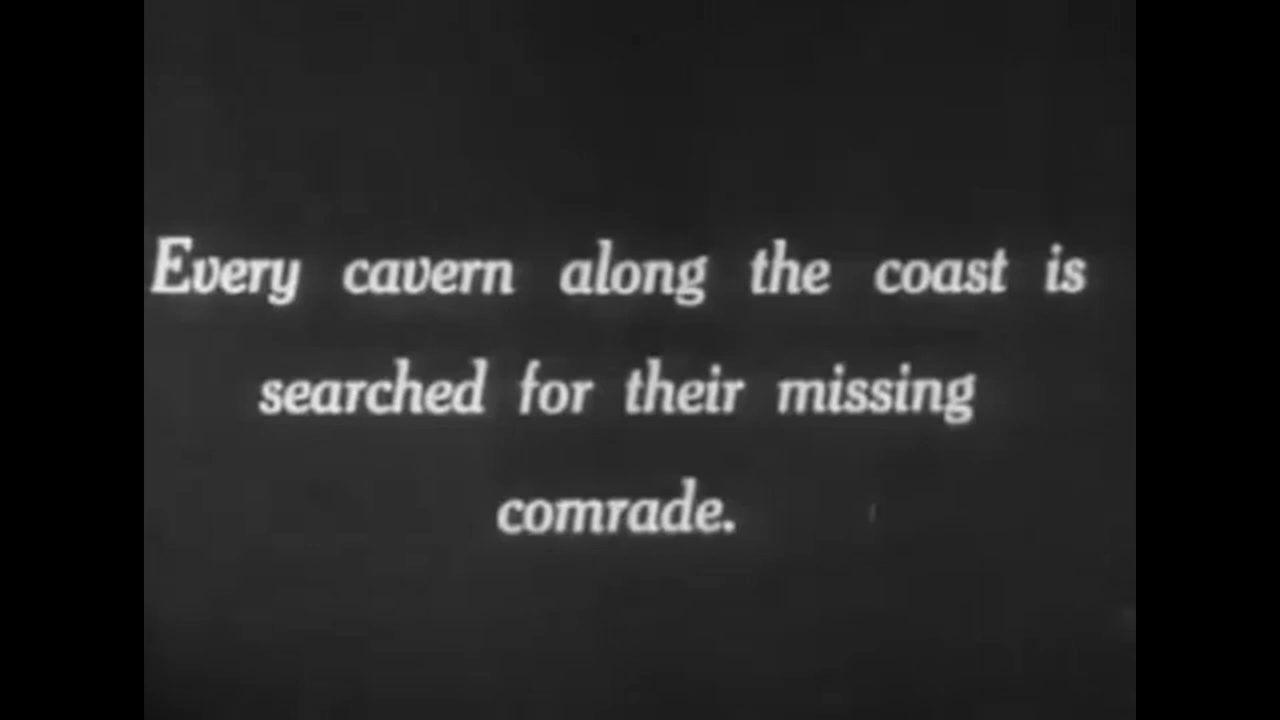 Every cavern along the coast is
searched for their missing
comrade.